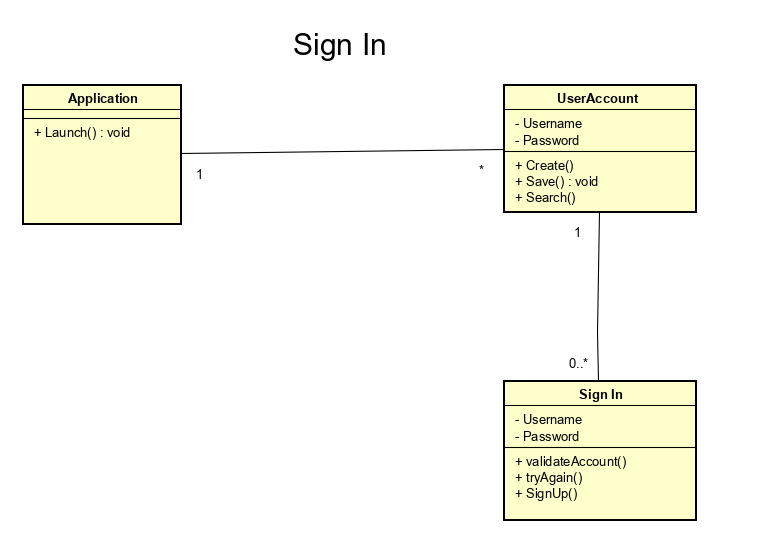 Sign In
Application
+ Launch() : void
UserAccount
- Username
- Password
+ Create()
+ Save() : void
+ Search()
1
*
1
0..*
Sign In
- Username
- Password
+ validateAccount()
+ tryAgain()
+ SignUp()